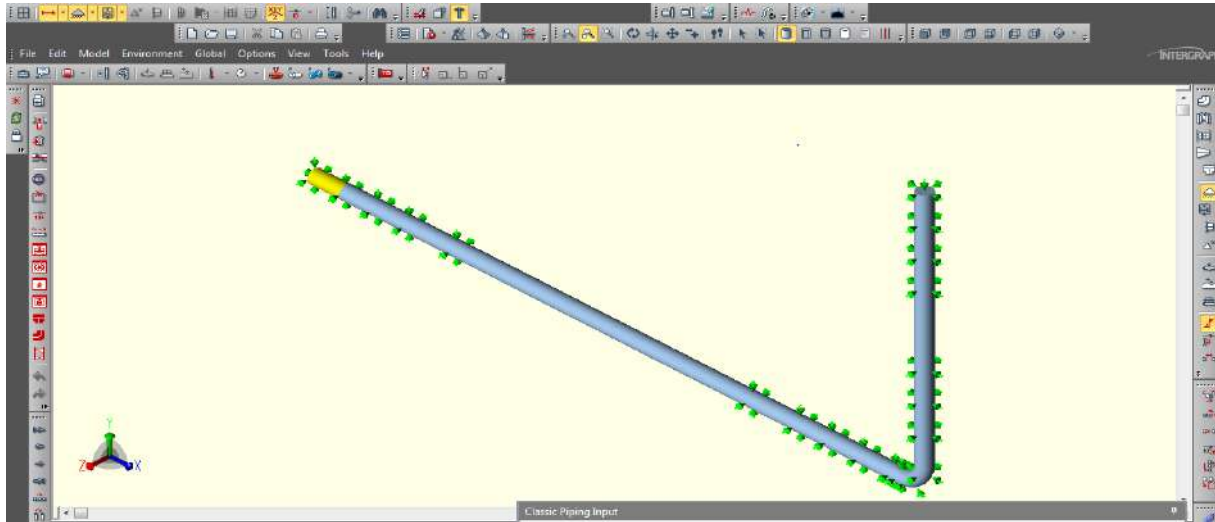 File Edit Model Environment Global Options View Tools Help
INTERGRAPH
Y
Z X
Classic Piping Input